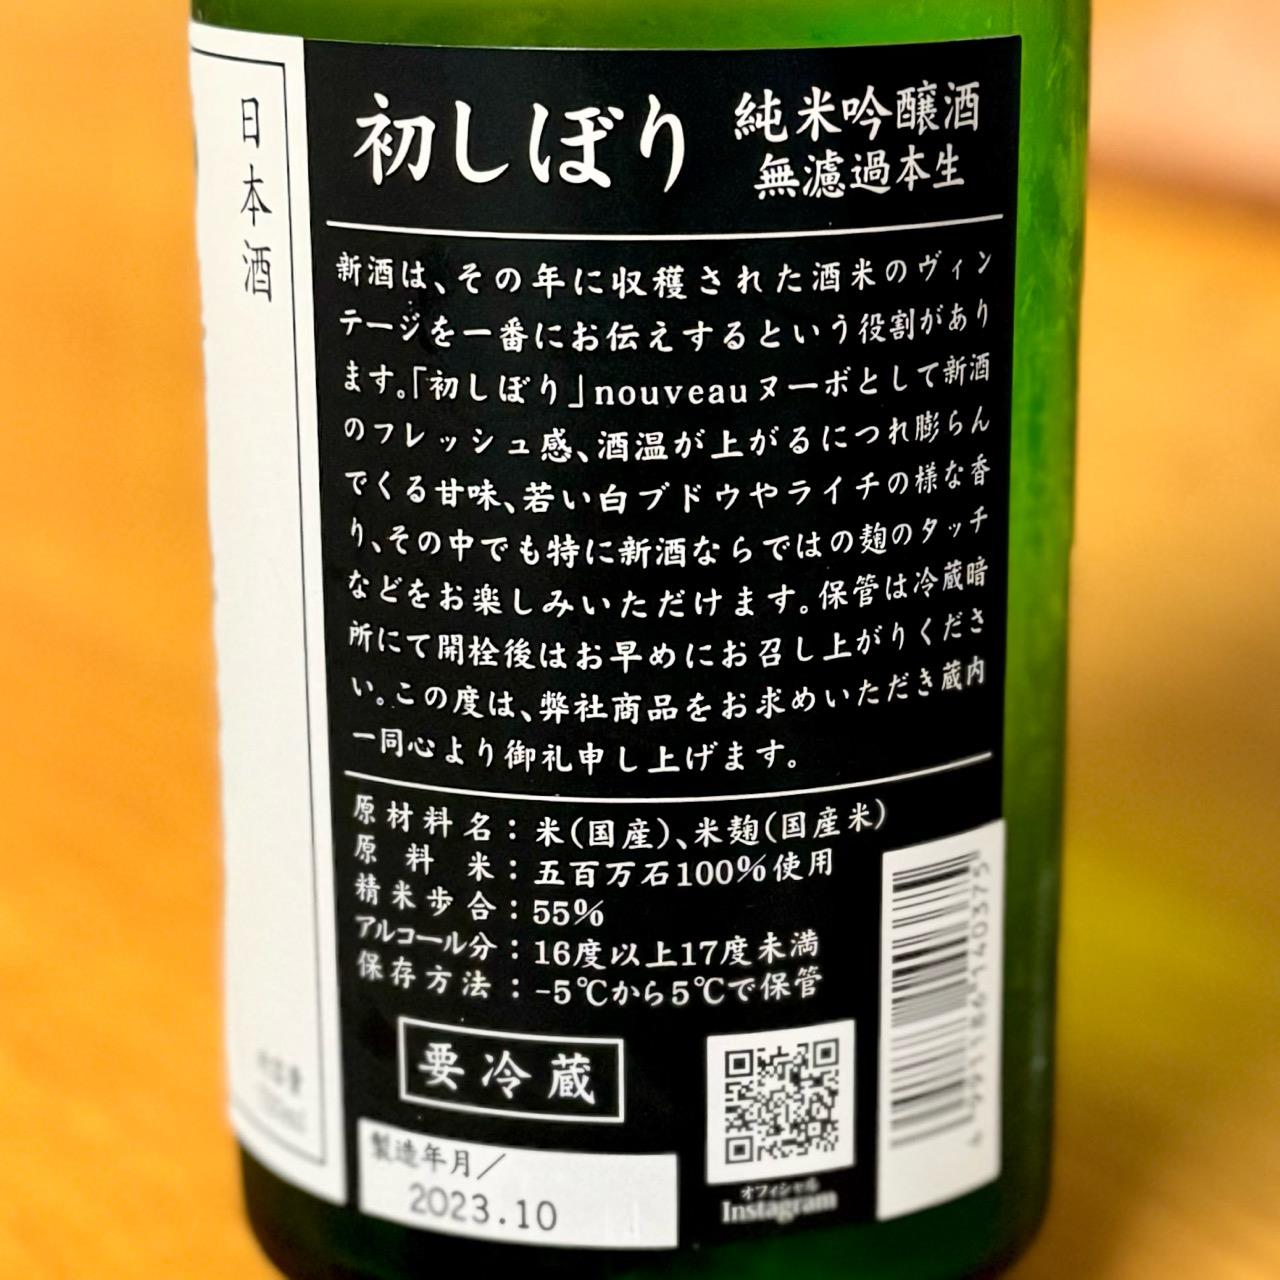 日本酒
初しぼり 純米吟醸酒
無濾過本生
新酒は、その年に収穫された酒米のヴィン
テージを一番にお伝えするという役割があり
ます。「初しぼり」nouveauヌーボとして新酒
のフレッシュ感、酒温が上がるにつれ膨らん
でくる甘味、若い白ブドウやライチの様な香
り、その中でも特に新酒ならではの麹のタッチ
などをお楽しみいただけます。保管は冷蔵暗
所にて開栓後はお早めにお召し上がりくださ
い。この度は、弊社商品をお求めいただき蔵内
一同心より御礼申し上げます。
原材料名：米(国産)、米麹(国産米)
原料米：五百万石100%使用
精米歩合：55%
アルコール分：16度以上17度未満
保存方法：-5℃から5℃で保管
要冷蔵
製造年月／
2023.10
オフィシャル
Instagram
4 991186 140375